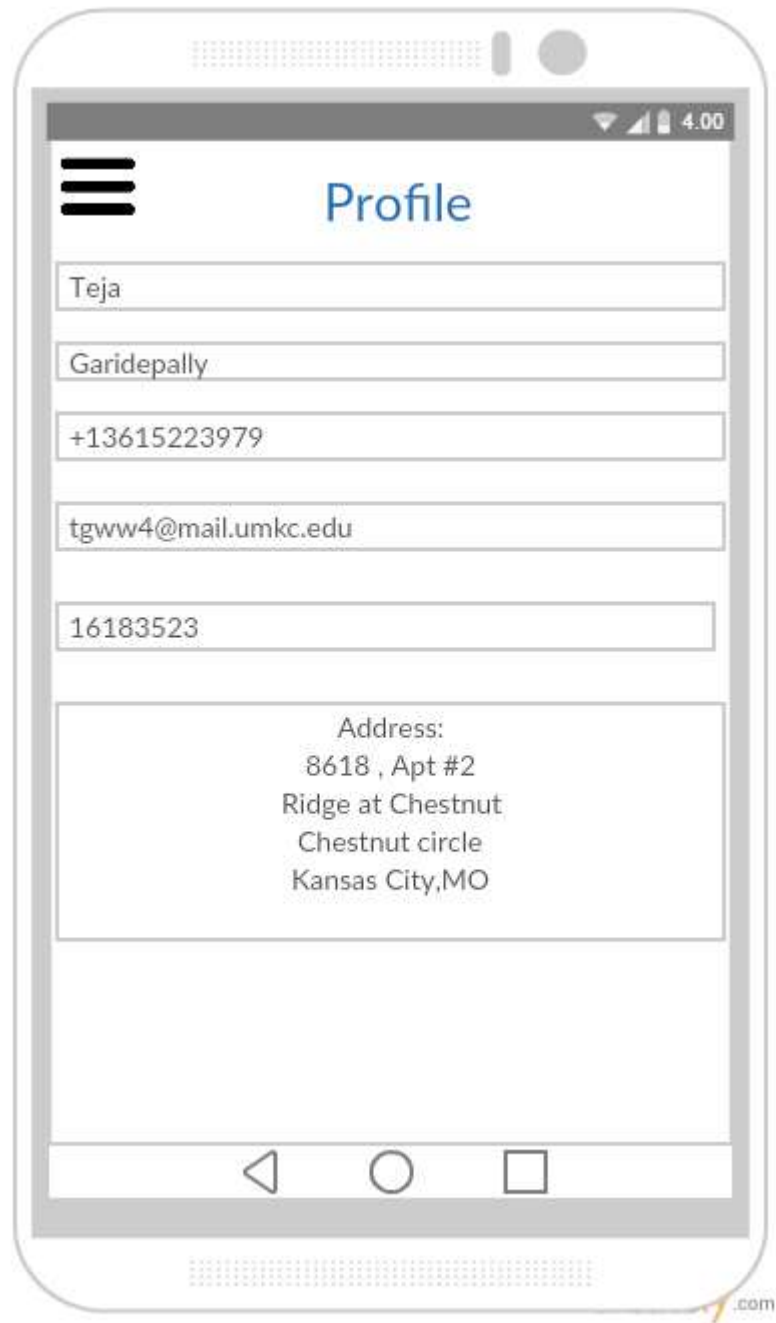 4.00
Profile
Teja
Garidepally
+13615223979
tgww4@mail.umkc.edu
16183523
Address:
8618 , Apt #2
Ridge at Chestnut
Chestnut circle
Kansas City,MO
.com